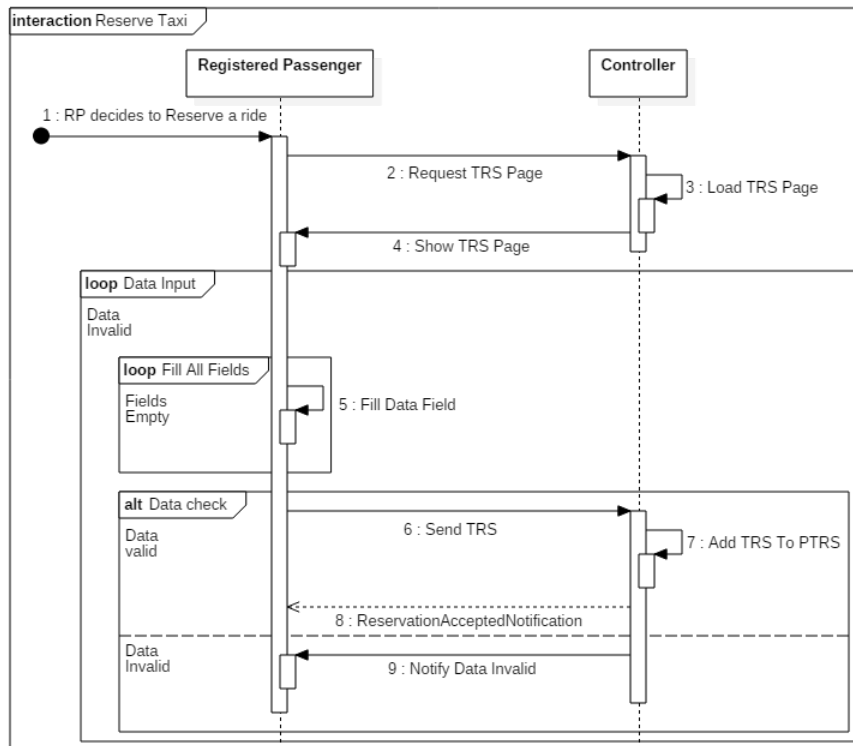 interaction Reserve Taxi
Registered Passenger
Controller
1 : RP decides to Reserve a ride
2 : Request TRS Page
3 : Load TRS Page
4 : Show TRS Page
loop Data Input
Data
Invalid
loop Fill All Fields
Fields
Empty
5 : Fill Data Field
alt Data check
Data
valid
6 : Send TRS
7 : Add TRS To PTRS
8 : ReservationAcceptedNotification
Data
Invalid
9 : Notify Data Invalid